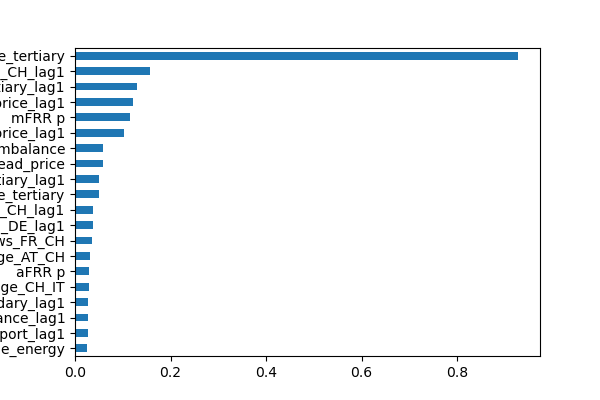 e_tertiary
_CH_lag1
iary_lag1
price_lag1
mFRR p
price_lag1
mbalance
ead_price
tiary_lag1
e_tertiary
_CH_lag1
_DE_lag1
ws_FR_CH
ge_AT_CH
aFRR p
ge_CH_IT
dary_lag1
ance_lag1
port_lag1
e_energy
0.0 0.2 0.4 0.6 0.8